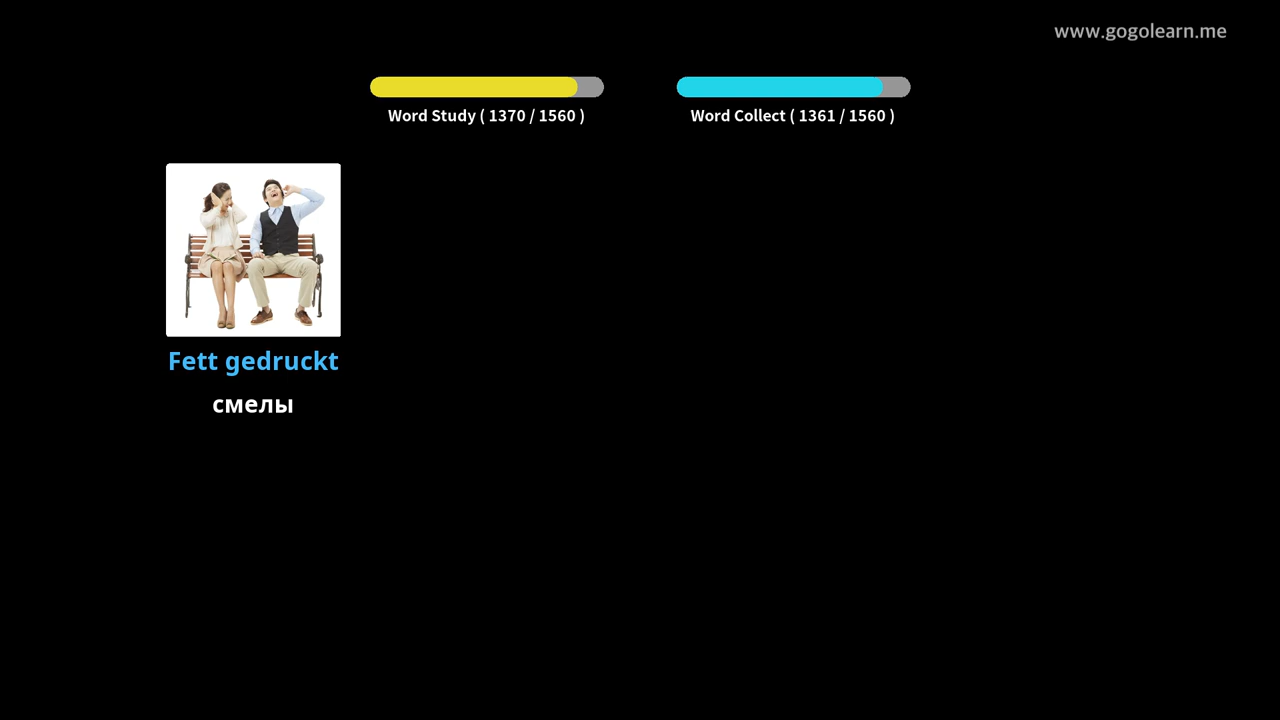 www.gogolearn.me
Word Study ( 1370 / 1560 )
Word Collect ( 1361 / 1560 )
Fett gedruckt
смелы